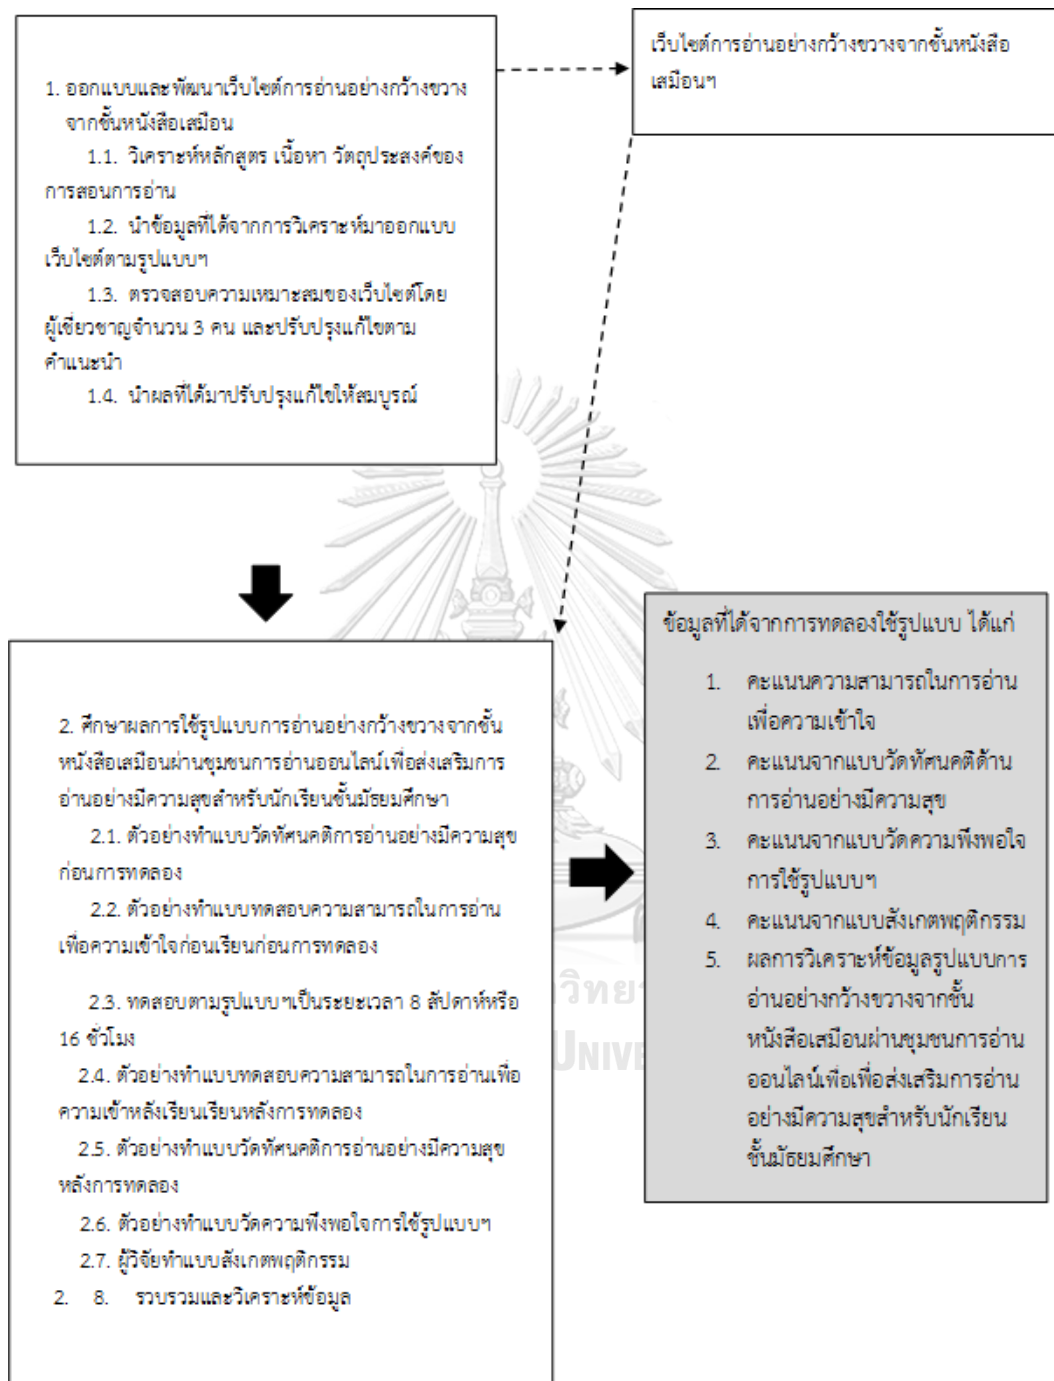 1. ออกแบบและพัฒนาเว็บไซต์การอ่านอย่างกว้างขวาง
จากชั้นหนังสือเสมือน
1.1. วิเคราะห์หลักสูตร เนื้อหา วัตถุประสงค์ของ
การสอนการอ่าน
1.2. นำข้อมูลที่ได้จากการวิเคราะห์มาออกแบบ
เว็บไซต์ตามรูปแบบฯ
1.3. ตรวจสอบความเหมาะสมของเว็บไซต์โดย
ผู้เชี่ยวชาญจำนวน 3 คน และปรับปรุงแก้ไขตาม
คำแนะนำ
1.4. นำผลที่ได้มาปรับปรุงแก้ไขให้สมบูรณ์
เว็บไซต์การอ่านอย่างกว้างขวางจากชั้นหนังสือ
เสมือนฯ
2. ศึกษาผลการใช้รูปแบบการอ่านอย่างกว้างขวางจากชั้น
หนังสือเสมือนผ่านชุมชนการอ่านออนไลน์เพื่อส่งเสริมการ
อ่านอย่างมีความสุขสำหรับนักเรียนชั้นมัธยมศึกษา
2.1. ตัวอย่างทำแบบวัดทัศนคติการอ่านอย่างมีความสุข
ก่อนการทดลอง
2.2. ตัวอย่างทำแบบทดสอบความสามารถในการอ่าน
เพื่อความเข้าใจก่อนเรียนก่อนการทดลอง
2.3. ทดสอบตามรูปแบบฯเป็นระยะเวลา 8 สัปดาห์หรือ
16 ชั่วโมง
2.4. ตัวอย่างทำแบบทดสอบความสามารถในการอ่านเพื่อ
ความเข้าหลังเรียนเรียนหลังการทดลอง
2.5. ตัวอย่างทำแบบวัดทัศนคติการอ่านอย่างมีความสุข
หลังการทดลอง
2.6. ตัวอย่างทำแบบวัดความพึงพอใจการใช้รูปแบบฯ
2.7. ผู้วิจัยทำแบบสังเกตพฤติกรรม
2. 8. รวบรวมและวิเคราะห์ข้อมูล
ข้อมูลที่ได้จากการทดลองใช้รูปแบบ ได้แก่
1. คะแนนความสามารถในการอ่าน
เพื่อความเข้าใจ
2. คะแนนจากแบบวัดทัศนคติด้าน
การอ่านอย่างมีความสุข
3. คะแนนจากแบบวัดความพึงพอใจ
การใช้รูปแบบฯ
4. คะแนนจากแบบสังเกตพฤติกรรม
5. ผลการวิเคราะห์ข้อมูลรูปแบบการ
อ่านอย่างกว้างขวางจากชั้น
หนังสือเสมือนผ่านชุมชนการอ่าน
ออนไลน์เพื่อเพื่อส่งเสริมการอ่าน
อย่างมีความสุขสำหรับนักเรียน
ชั้นมัธยมศึกษา